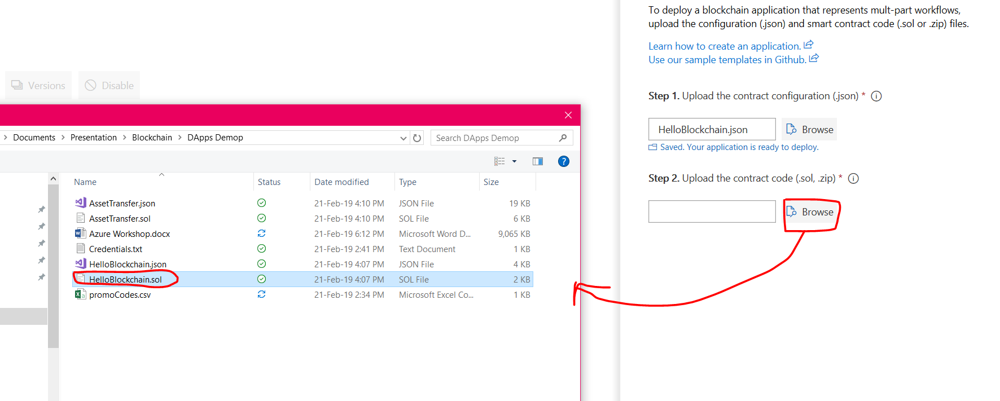 To deploy a blockchain application that represents mult-part workflows,
upload the configuration (.json) and smart contract code (.sol or .zip) files.
Learn how to create an application.
Use our sample templates in Github.
Versions Disable
Step 1. Upload the contract configuration (.json) *
HelloBlockchain.json Browse
Saved. Your application is ready to deploy.
Step 2. Upload the contract code (.sol, .zip) *
Browse
Documents > Presentation > Blockchain > DApps Demop
Search DApps Demop
Name Status Date modified Type Size
AssetTransfer.json 21-Feb-19 4:10 PM JSON File 19 KB
AssetTransfer.sol 21-Feb-19 4:10 PM SOL File 6 KB
Azure Workshop.docx 21-Feb-19 6:12 PM Microsoft Word D... 9,065 KB
Credentials.txt 21-Feb-19 2:41 PM Text Document 1 KB
HelloBlockchain.json 21-Feb-19 4:07 PM JSON File 4 KB
HelloBlockchain.sol 21-Feb-19 4:07 PM SOL File 2 KB
promoCodes.csv 21-Feb-19 2:34 PM Microsoft Excel Co... 1 KB